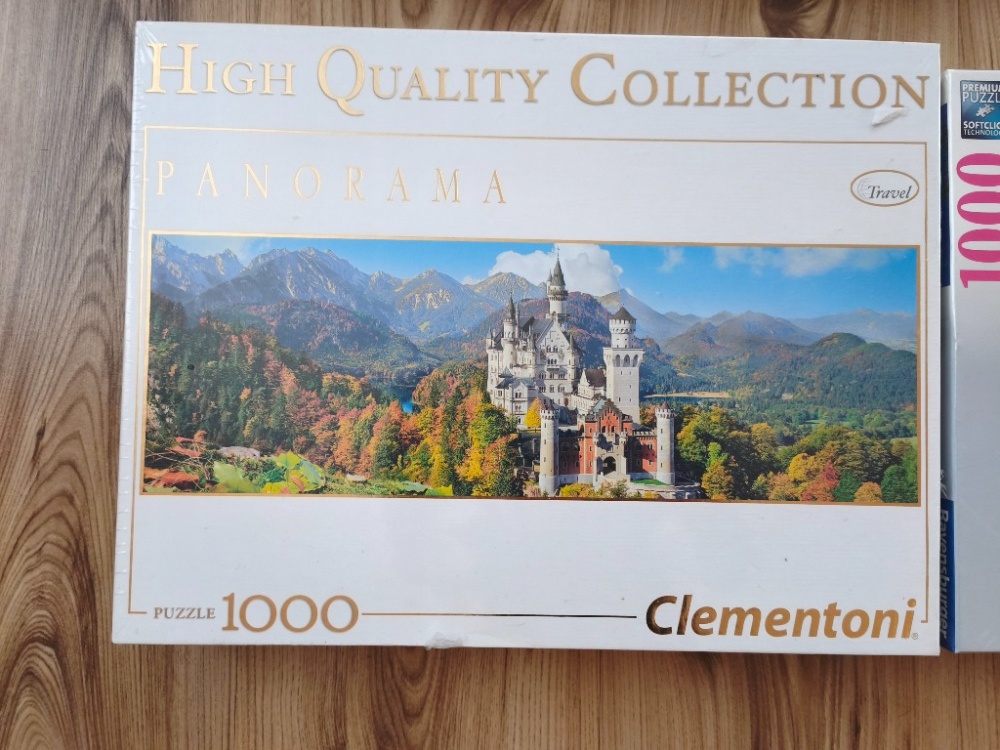 HIGH QUALITY COLLECTION
PANORAMA
Travel
PUZZLE 1000
Clementoni®
PREMIUM
PUZZLE
SOFTCLICK
TECHNOLOGY
1000
Ravensburger